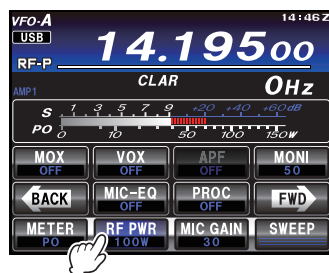 VFO-A 14:46
USB
14.19500
RF-P
CLAR 0Hz
AMP1
S 1 3 5 7 9 +20 +40 +60dB
PO 0 10 50 100 150W
MOX VOX APF MONI
OFF OFF OFF 50
BACK MIC-EQ PROC FWD
OFF OFF
METER RF PWR MIC GAIN SWEEP
PO 100W 30